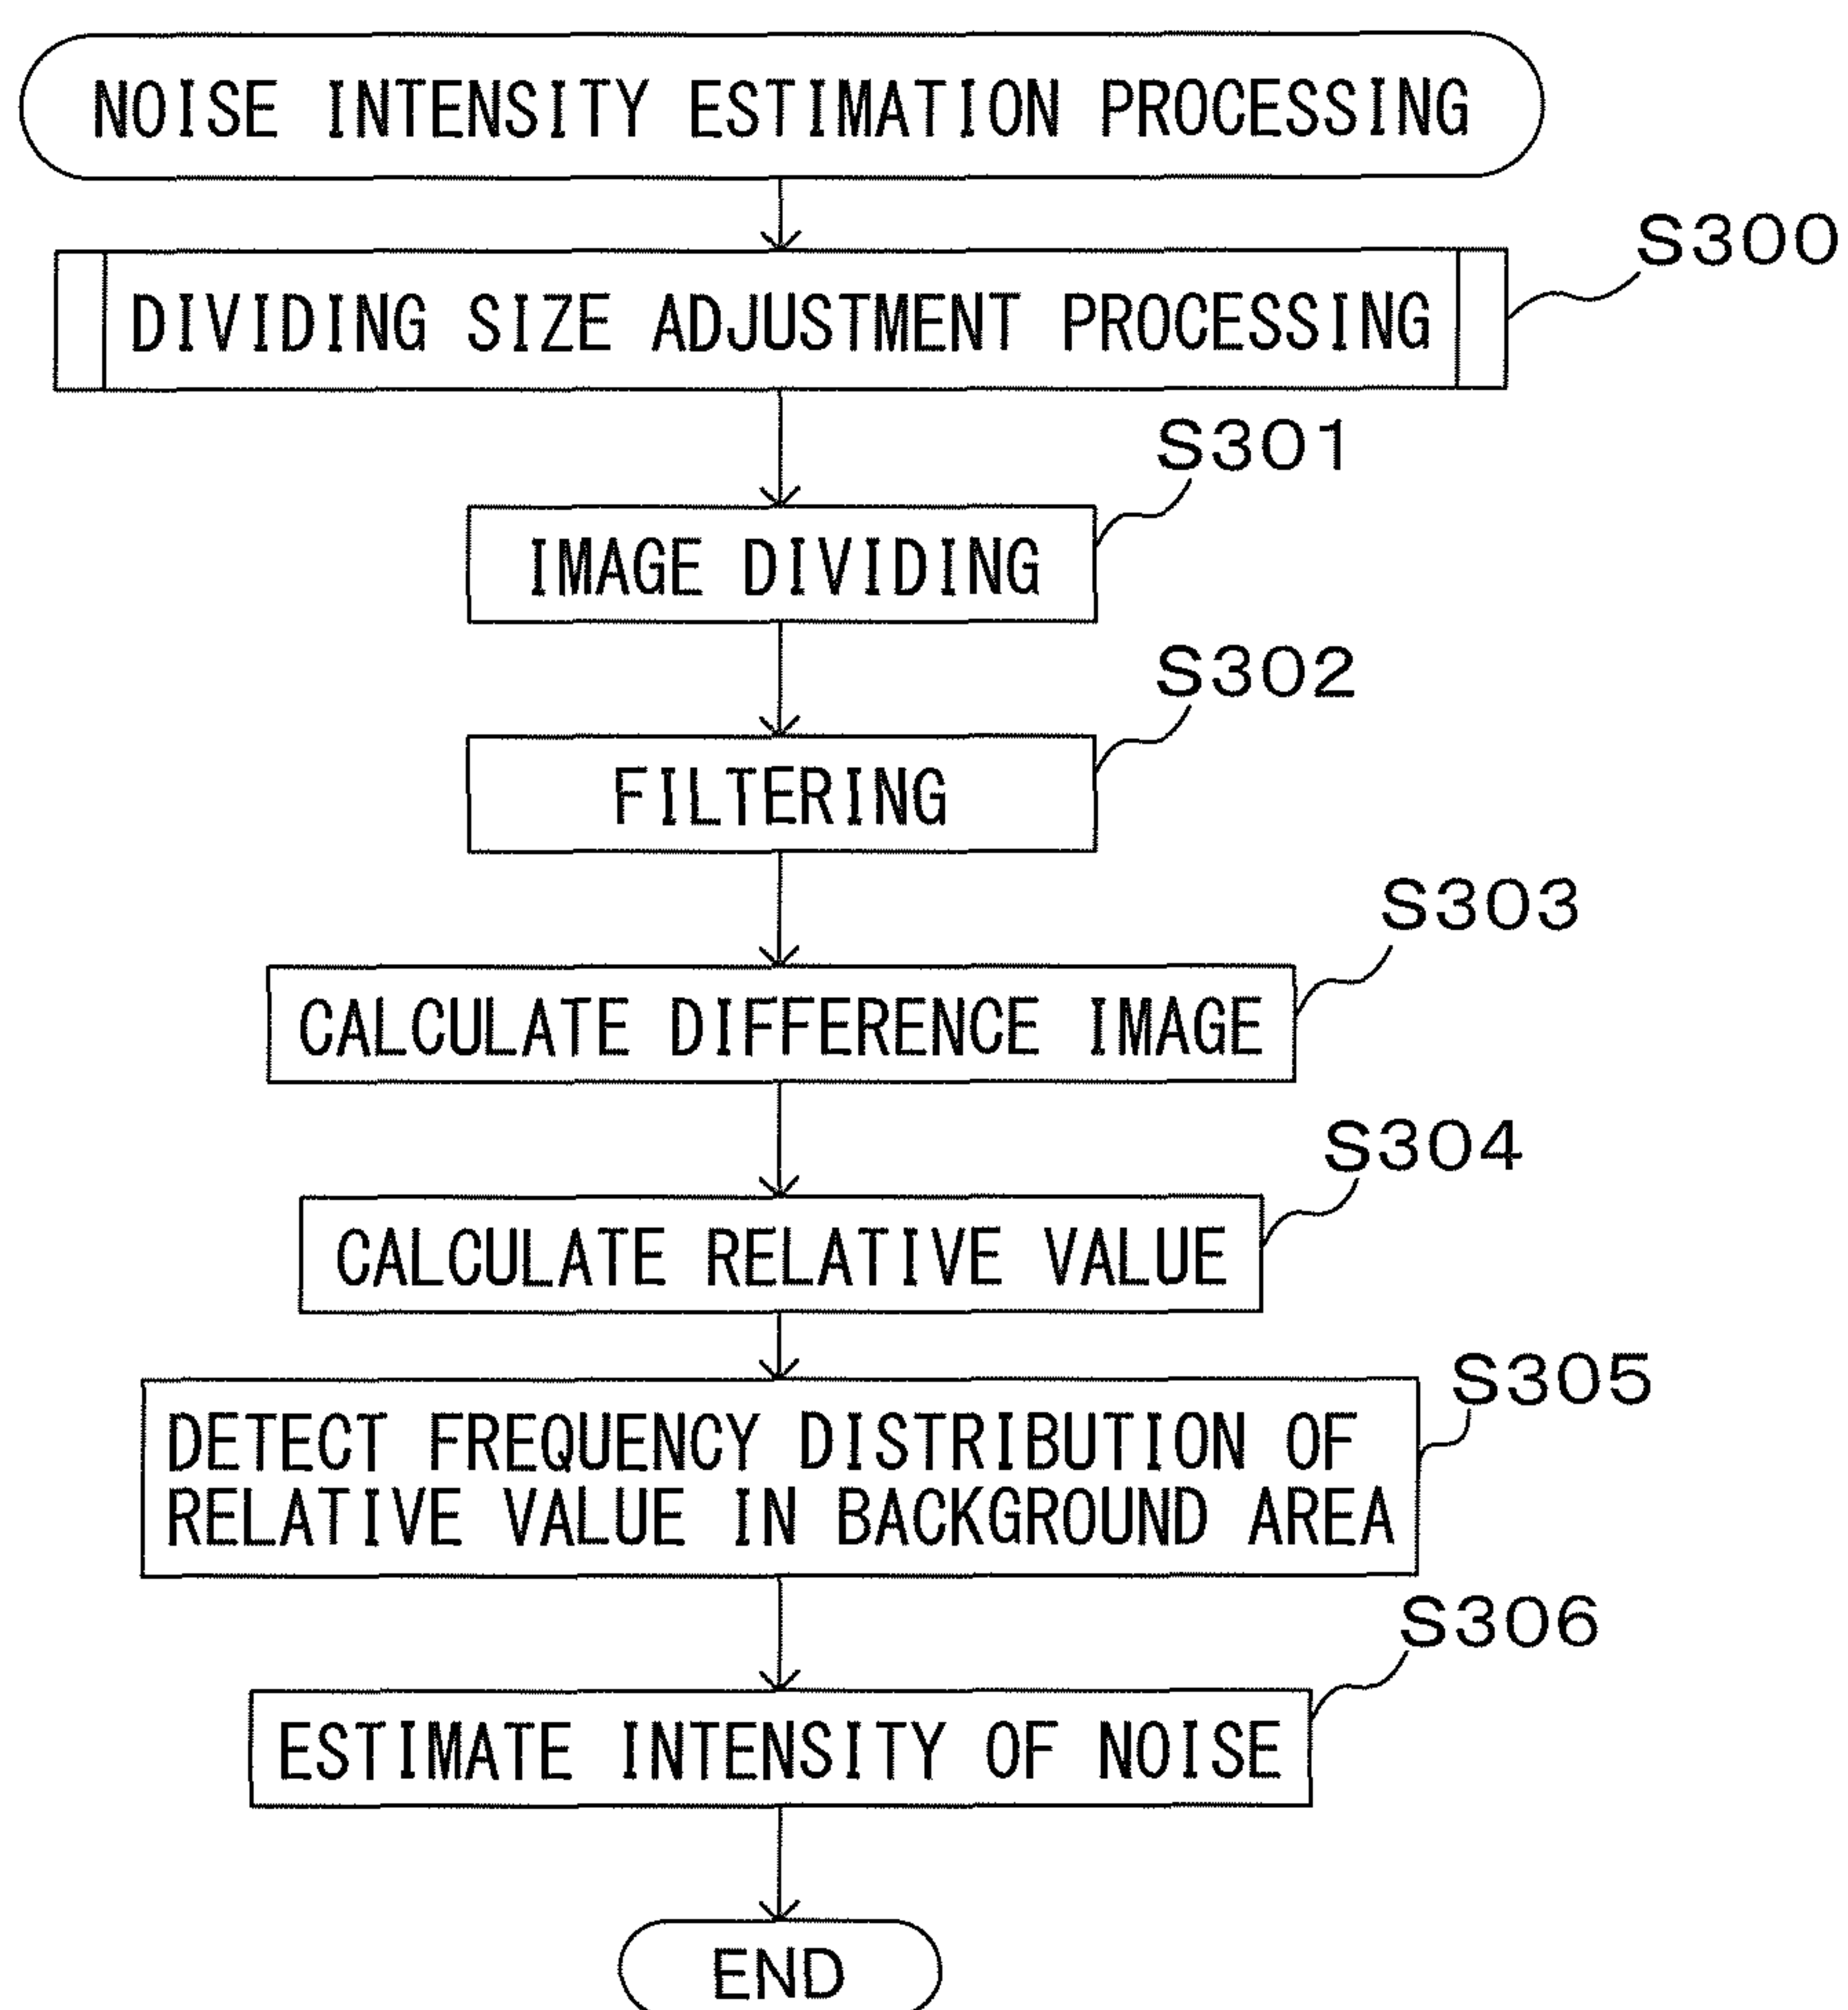 NOISE INTENSITY ESTIMATION PROCESSING
S300
DIVIDING SIZE ADJUSTMENT PROCESSING
S301
IMAGE DIVIDING
S302
FILTERING
S303
CALCULATE DIFFERENCE IMAGE
S304
CALCULATE RELATIVE VALUE
S305
DETECT FREQUENCY DISTRIBUTION OF
RELATIVE VALUE IN BACKGROUND AREA
S306
ESTIMATE INTENSITY OF NOISE
END